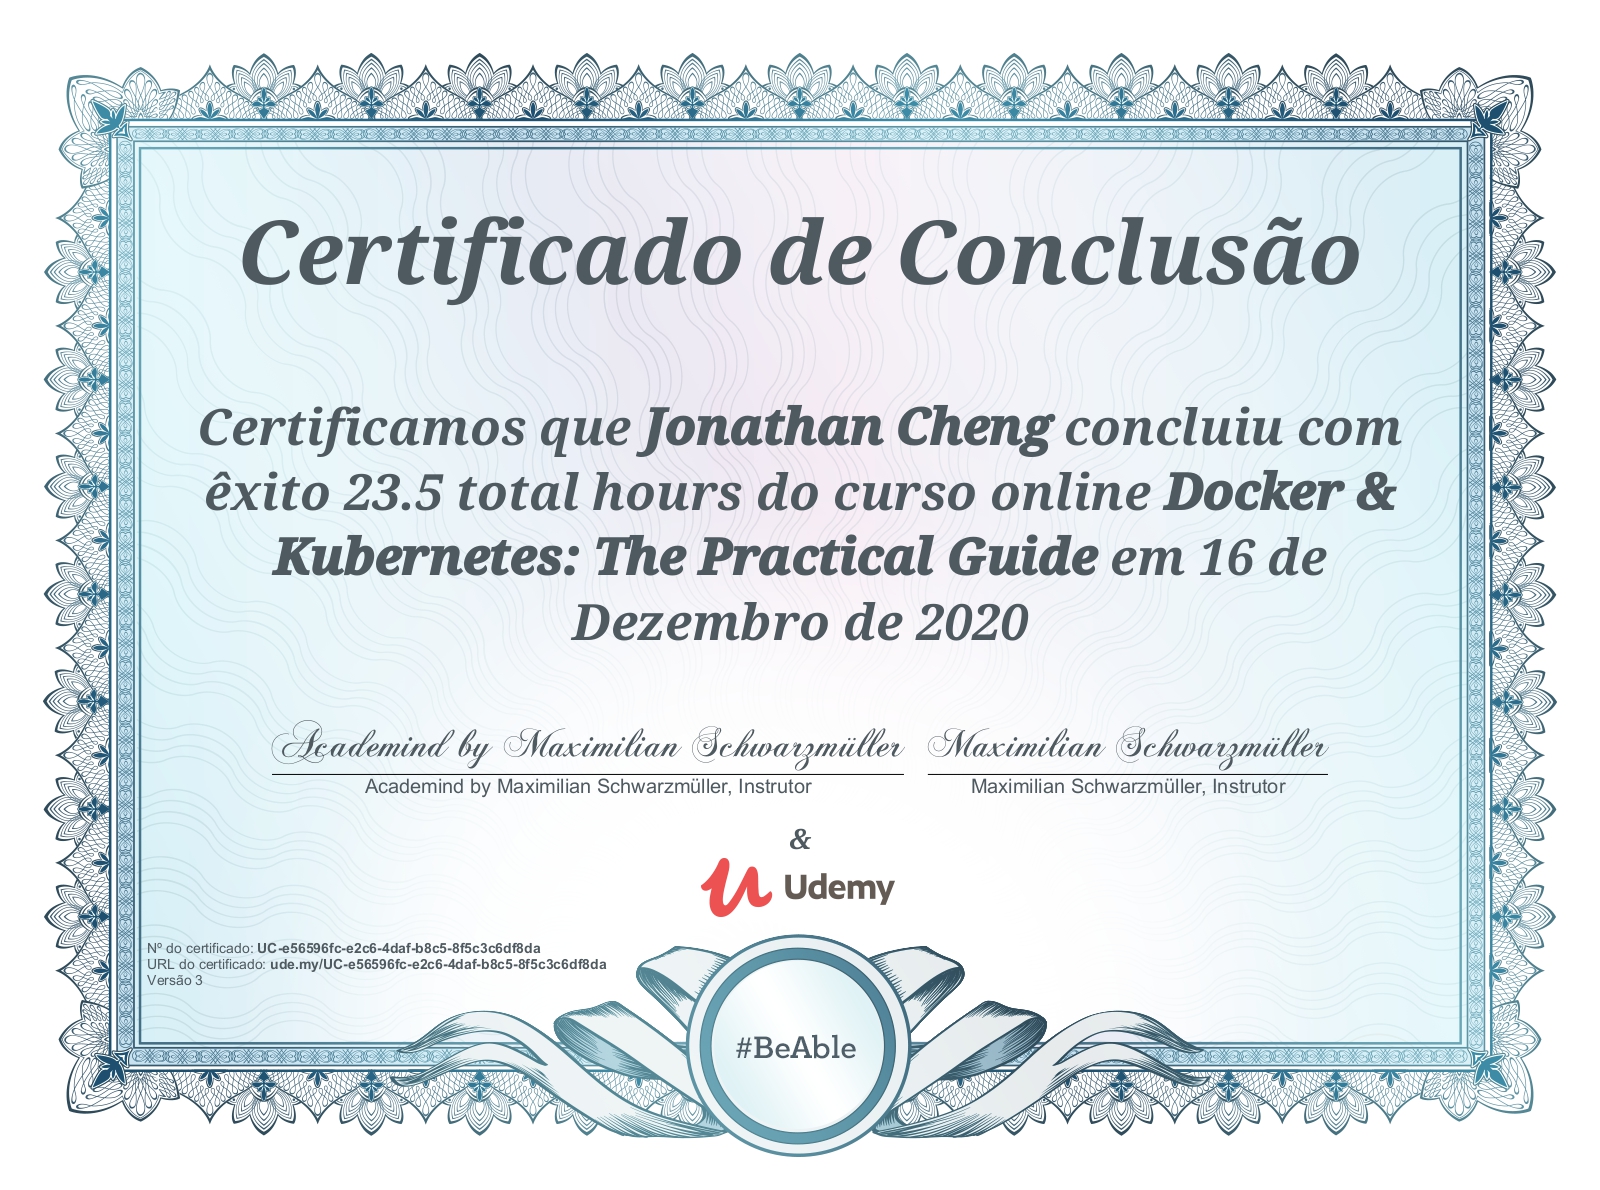 Certificado de Conclusão
Certificamos que Jonathan Cheng concluiu com
êxito 23.5 total hours do curso online Docker &
Kubernetes: The Practical Guide em 16 de
Dezembro de 2020
Academind by Maximilian Schwarzmüller
Maximilian Schwarzmüller
Academind by Maximilian Schwarzmüller, Instrutor
Maximilian Schwarzmüller, Instrutor
&
Udemy
Nº do certificado: UC-e56596fc-e2c6-4daf-b8c5-8f5c3c6df8da
URL do certificado: ude.my/UC-e56596fc-e2c6-4daf-b8c5-8f5c3c6df8da
Versão 3
#BeAble